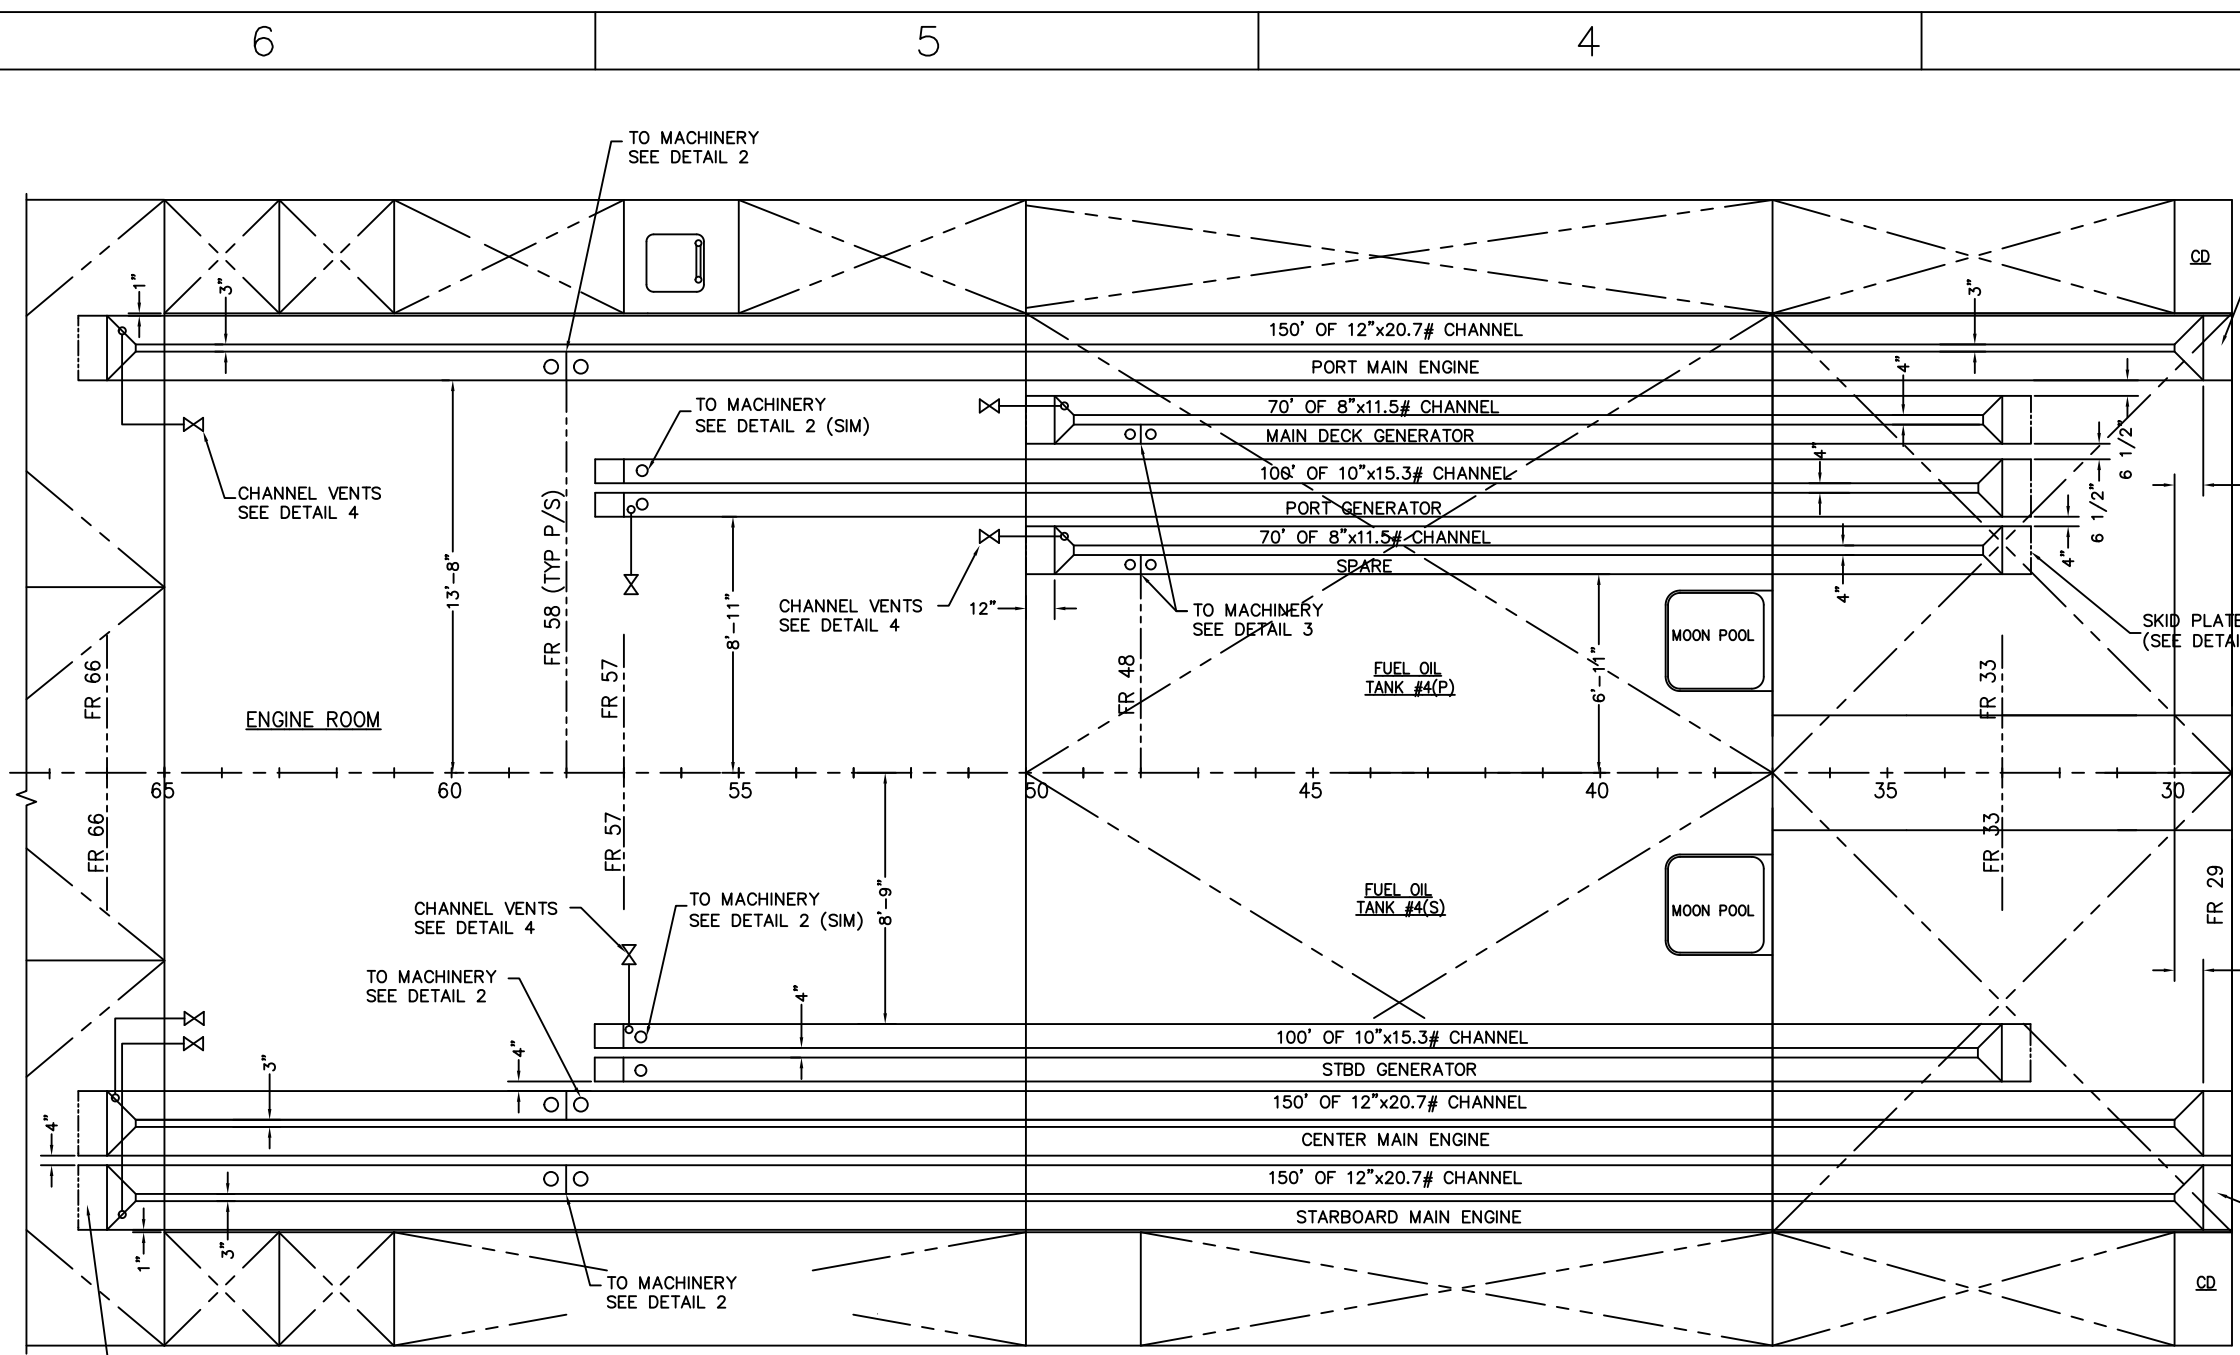 6
5
4
TO MACHINERY
SEE DETAIL 2
CD
1"
3"
3"
150' OF 12"x20.7# CHANNEL
PORT MAIN ENGINE
4"
TO MACHINERY
SEE DETAIL 2 (SIM)
70' OF 8"x11.5# CHANNEL
MAIN DECK GENERATOR
6 1/2"
CHANNEL VENTS
SEE DETAIL 4
100' OF 10"x15.3# CHANNEL
4"
PORT GENERATOR
6 1/2"
70' OF 8"x11.5# CHANNEL
SPARE
4"
4"
FR 58 (TYP P/S)
13'-8"
8'-11"
CHANNEL VENTS
SEE DETAIL 4
12"
TO MACHINERY
SEE DETAIL 3
MOON POOL
SKID PLATE
(SEE DETAI
FR 66
FR 57
FR 48
FUEL OIL
TANK #4(P)
6'-11"
FR 33
ENGINE ROOM
65
60
55
50
45
40
35
30
FR 66
FR 57
FR 33
FR 29
CHANNEL VENTS
SEE DETAIL 4
TO MACHINERY
SEE DETAIL 2 (SIM)
8'-9"
FUEL OIL
TANK #4(S)
MOON POOL
TO MACHINERY
SEE DETAIL 2
4"
100' OF 10"x15.3# CHANNEL
STBD GENERATOR
3"
4"
150' OF 12"x20.7# CHANNEL
CENTER MAIN ENGINE
4"
150' OF 12"x20.7# CHANNEL
STARBOARD MAIN ENGINE
1"
3"
TO MACHINERY
SEE DETAIL 2
CD